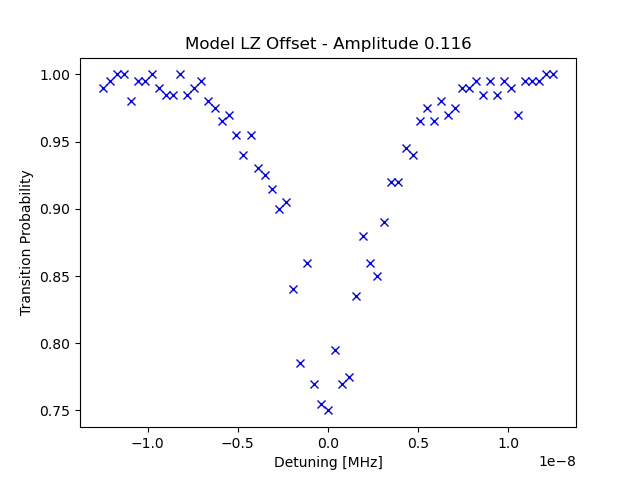 Model LZ Offset - Amplitude 0.116
Transition Probability
1.00
0.95
0.90
0.85
0.80
0.75
−1.0
−0.5
0.0
0.5
1.0
1e−8
Detuning [MHz]